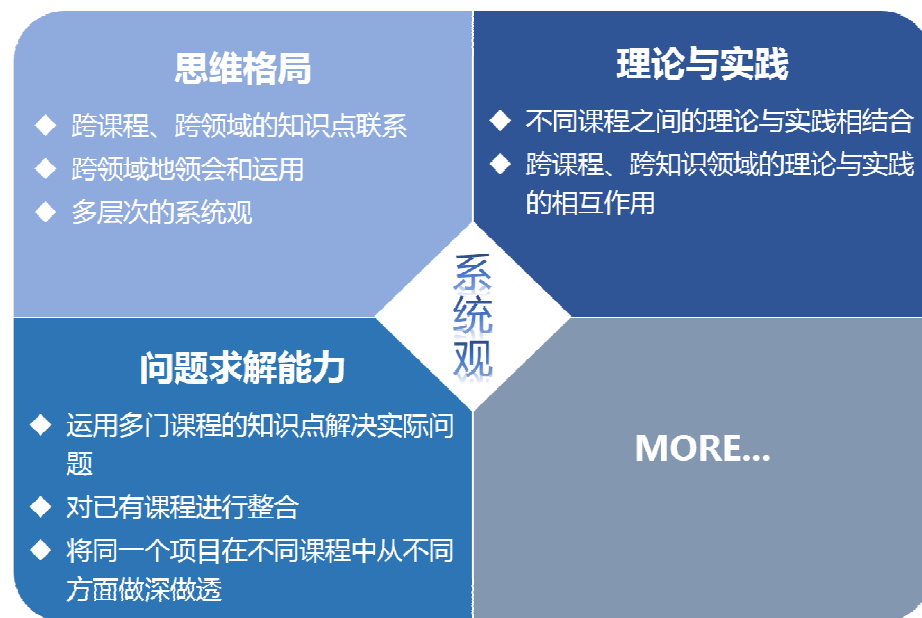 思维格局
跨课程、跨领域的知识点联系
跨领域地领会和运用
多层次的系统观
理论与实践
不同课程之间的理论与实践相结合
跨课程、跨知识领域的理论与实践
的相互作用
系统观
问题求解能力
运用多门课程的知识点解决实际问
题
对已有课程进行整合
将同一个项目在不同课程中从不同
方面做深做透
MORE...